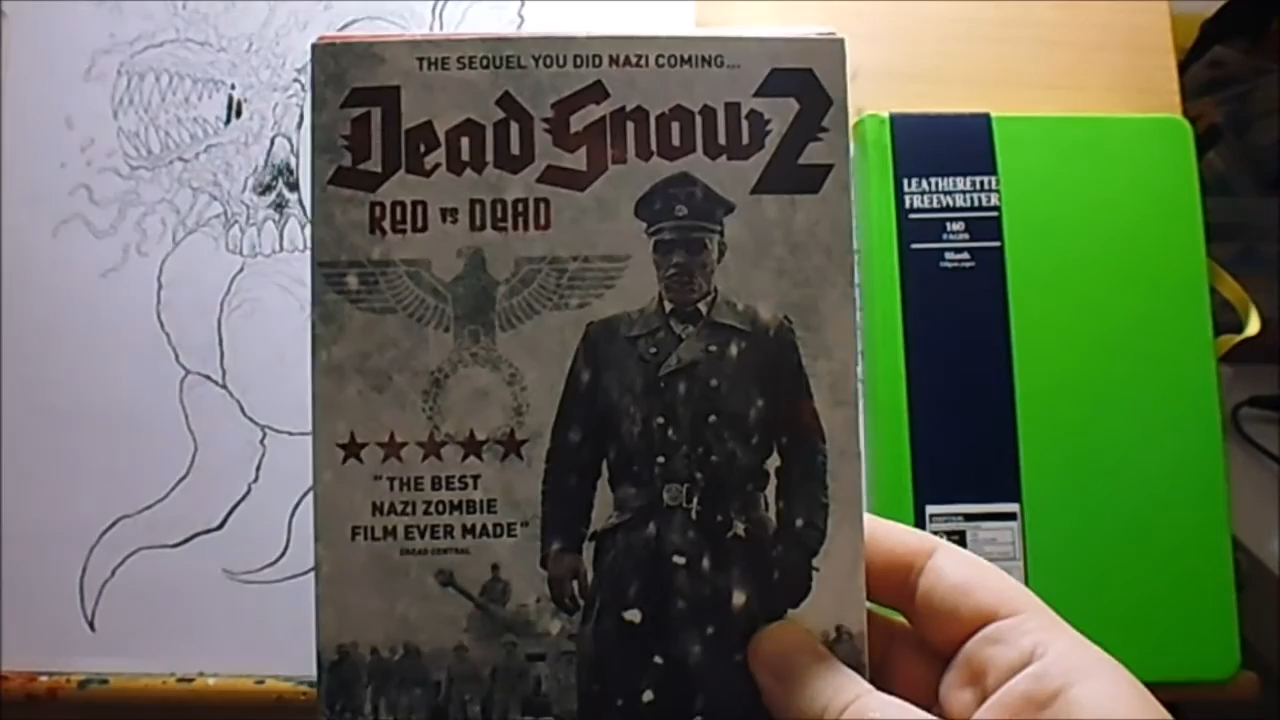 THE SEQUEL YOU DID NAZI COMING...
Dead Snow 2
RED vs DEAD
"THE BEST
NAZI ZOMBIE
FILM EVER MADE"
DREAD CENTRAL
LEATHERETTE
FREEWRITER
160
PAGES
Blank